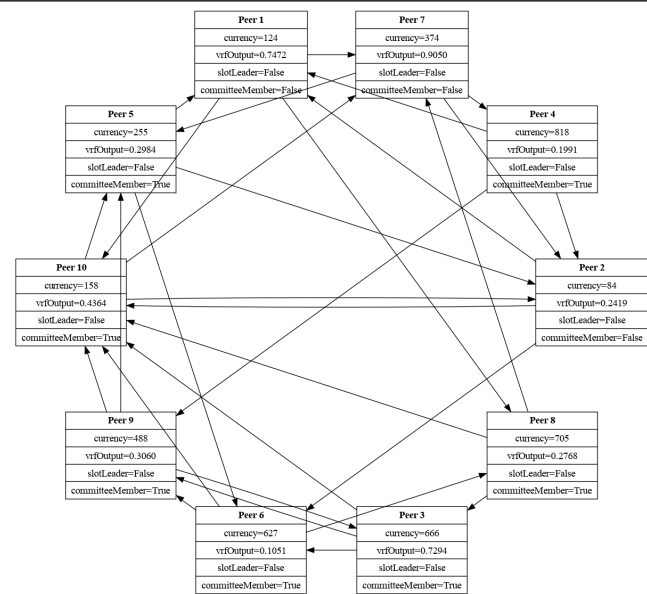 Peer 1
currency=124
vrfOutput=0.7472
slotLeader=False
committeeMember=False
Peer 7
currency=374
vrfOutput=0.9050
slotLeader=False
committeeMember=False
Peer 5
currency=255
vrfOutput=0.2984
slotLeader=False
committeeMember=True
Peer 4
currency=818
vrfOutput=0.1991
slotLeader=False
committeeMember=True
Peer 10
currency=158
vrfOutput=0.4364
slotLeader=False
committeeMember=True
Peer 2
currency=84
vrfOutput=0.2419
slotLeader=False
committeeMember=False
Peer 9
currency=488
vrfOutput=0.3060
slotLeader=False
committeeMember=True
Peer 8
currency=705
vrfOutput=0.2768
slotLeader=False
committeeMember=True
Peer 6
currency=627
vrfOutput=0.1051
slotLeader=False
committeeMember=True
Peer 3
currency=666
vrfOutput=0.7294
slotLeader=False
committeeMember=True